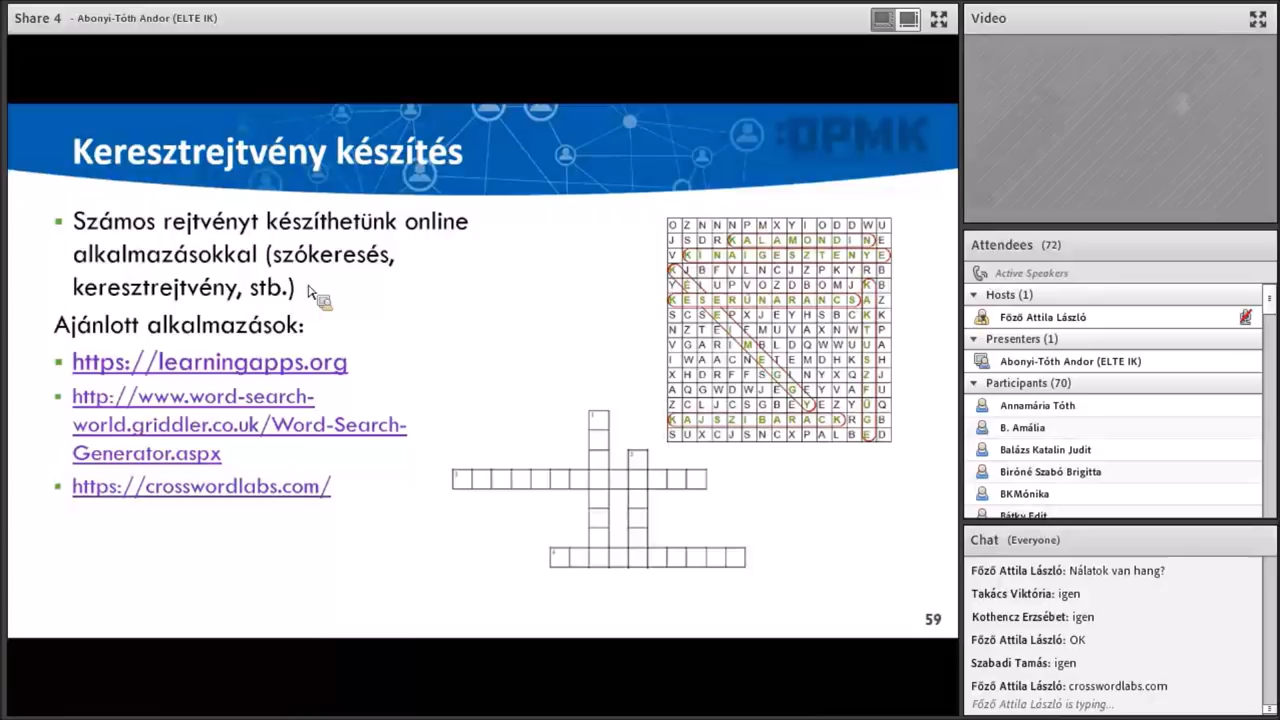 Share 4 - Abonyi-Tóth Andor (ELTE IK)
:OPMK
Keresztrejtvény készítés
Számos rejtvényt készíthetünk online
alkalmazásokkal (szókeresés,
keresztrejtvény, stb.)
Ajánlott alkalmazások:
https://learningapps.org
http://www.word-search-
world.griddler.co.uk/Word-Search-
Generator.aspx
https://crosswordlabs.com/
59
Video
Attendees (72)
Active Speakers
Hosts (1)
Főző Attila László
Presenters (1)
Abonyi-Tóth Andor (ELTE IK)
Participants (70)
Annamária Tóth
B. Amália
Balázs Katalin Judit
Biróné Szabó Brigitta
BKMónika
Bátky Edit
Chat (Everyone)
Főző Attila László: Nálatok van hang?
Takács Viktória: igen
Kothencz Erzsébet: igen
Főző Attila László: OK
Szabadi Tamás: igen
Főző Attila László: crosswordlabs.com
Főző Attila László is typing...